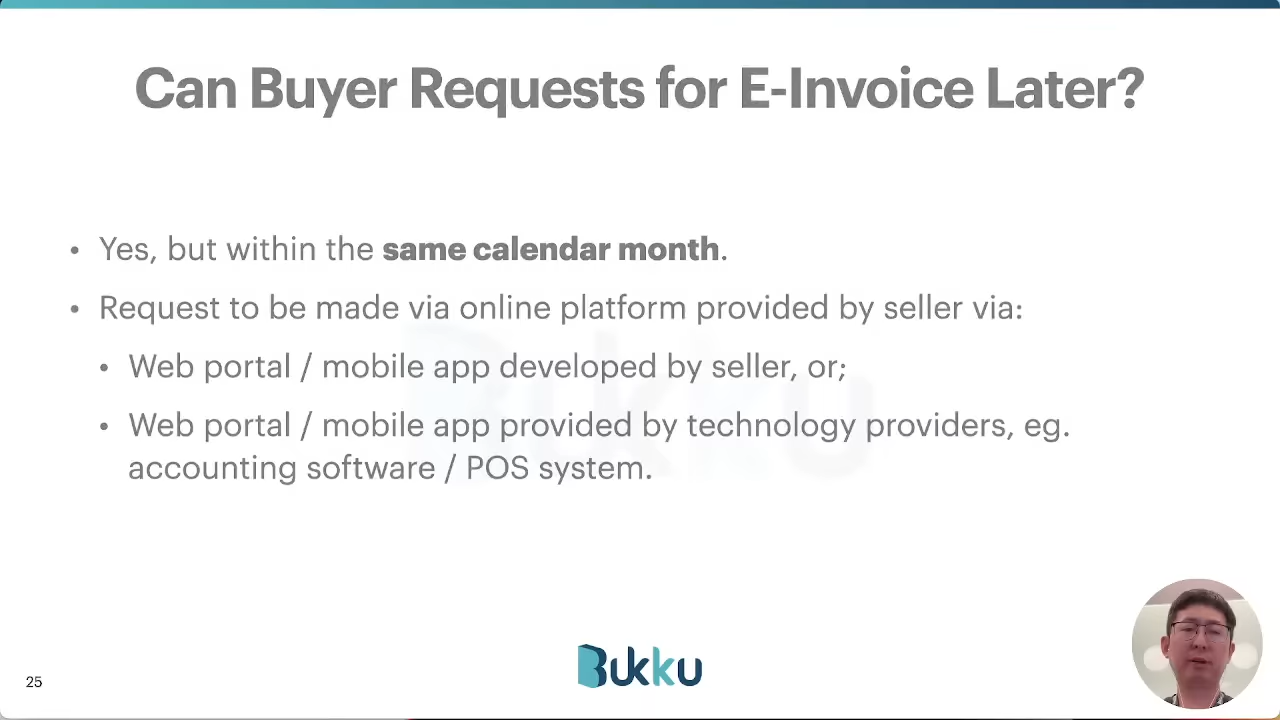 Can Buyer Requests for E-Invoice Later?
• Yes, but within the same calendar month.
• Request to be made via online platform provided by seller via:
• Web portal / mobile app developed by seller, or;
• Web portal / mobile app provided by technology providers, eg.
accounting software / POS system.
Bukku
Bukku
25